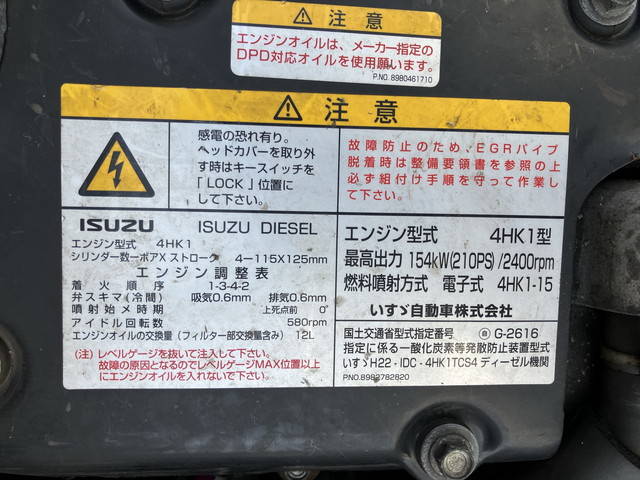 ⚠ 注意
エンジンオイルは、メーカー指定の
DPD対応オイルを使用願います。
P.NO. 8980461710
⚠ 注意
感電の恐れ有り。
ヘッドカバーを取り外
す時はキースイッチを
「LOCK」位置に
して下さい。
故障防止のため、EGRパイプ
脱着時は整備要領書を参照の上
必ず組付け手順を守って作業し
て下さい。
ISUZU ISUZU DIESEL
エンジン型式 4HK1
シリンダー数ーボアXストローク 4-115X125mm
エンジン調整表
着火順序 1-3-4-2
弁スキマ(冷間) 吸気0.6mm 排気0.6mm
噴射始メ時期 上死点前 0°
アイドル回転数 580rpm
エンジンオイルの交換量(フィルター部交換量含み) 12L
(注)レベルゲージを抜いて注入して下さい。
故障の原因となるのでレベルゲージMAX位置以上
にエンジンオイルを入れないで下さい。
エンジン型式 4HK1型
最高出力 154kW(210PS)/2400rpm
燃料噴射方式 電子式 4HK1-15
いすゞ自動車株式会社
国土交通省型式指定番号 G-2616
指定に係る一酸化炭素等発散防止装置型式
いすゞH22-IDC-4HK1TCS4 ディーゼル機関
PNO.8982782820